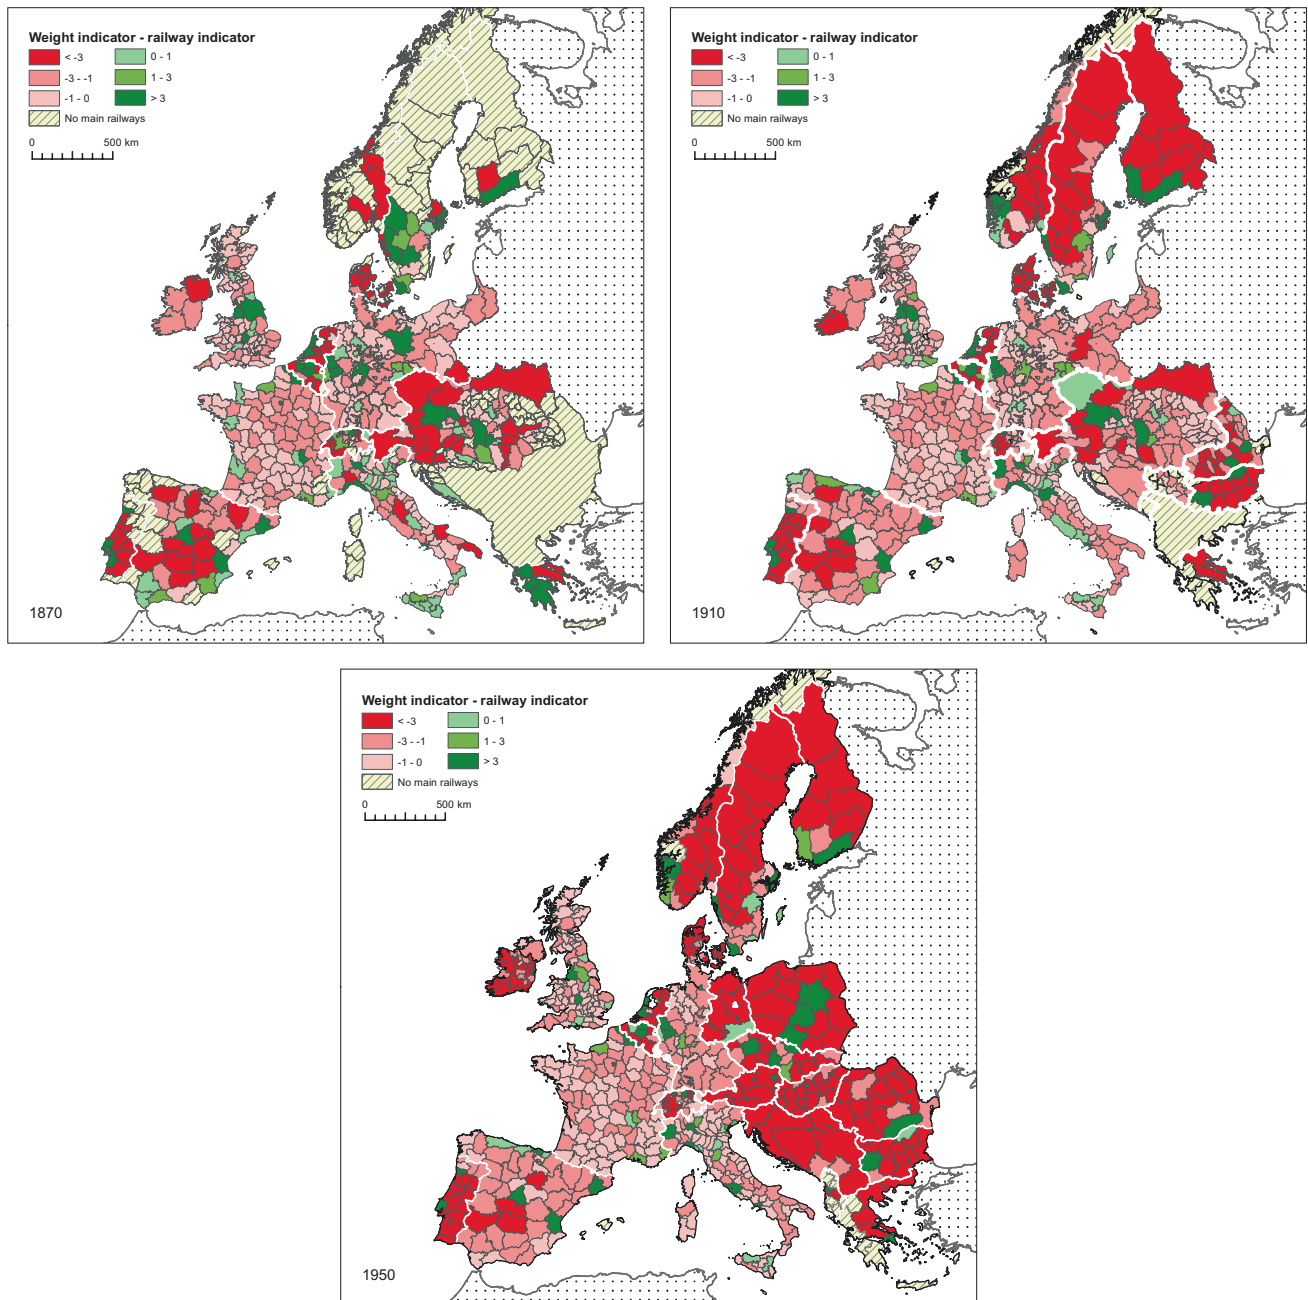 Weight indicator - railway indicator
< -3
0 - 1
-3 - -1
1 - 3
-1 - 0
> 3
No main railways
0
500 km
1870
Weight indicator - railway indicator
< -3
0 - 1
-3 - -1
1 - 3
-1 - 0
> 3
No main railways
0
500 km
1910
Weight indicator - railway indicator
< -3
0 - 1
-3 - -1
1 - 3
-1 - 0
> 3
No main railways
0
500 km
1950